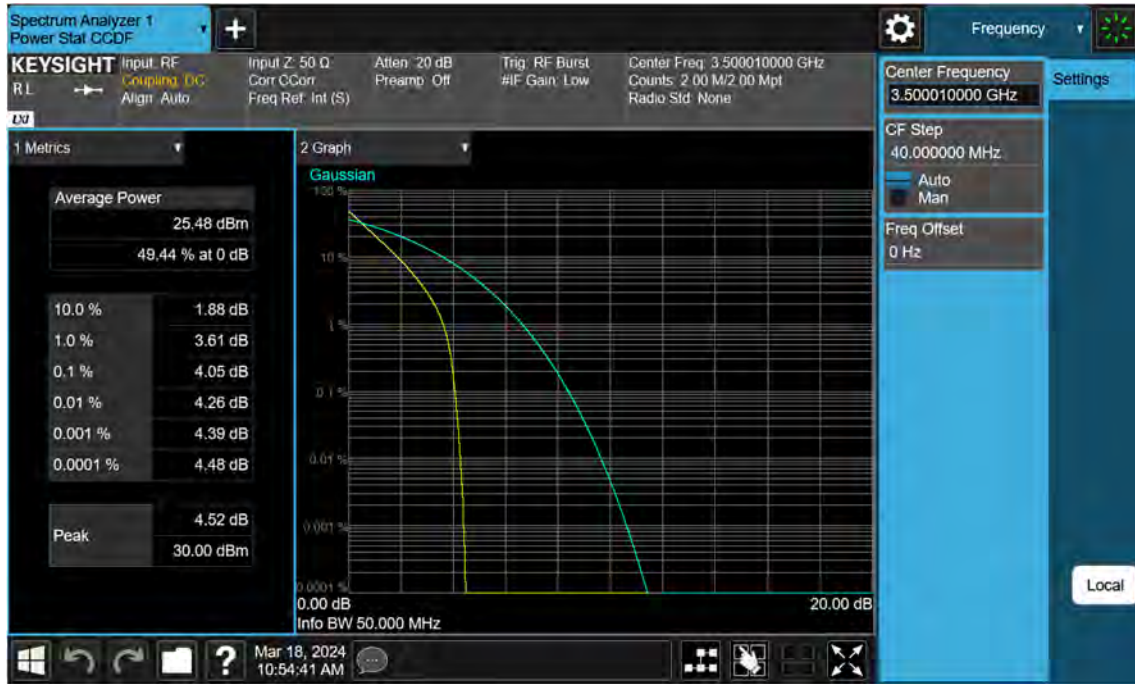 Spectrum Analyzer 1
Power Stat CCDF
+
Frequency
KEYSIGHT
Input: RF
Input Z: 50 Ω
Atten: 20 dB
Trig: RF Burst
Center Freq: 3.500010000 GHz
RL
Coupling: DC
Corr CCorr
Preamp: Off
#IF Gain: Low
Counts: 2.00 M/2.00 Mpt
Align: Auto
Freq Ref: Int (S)
Radio Std: None
LXI
Center Frequency
3.500010000 GHz
Settings
CF Step
40.000000 MHz
Auto
Man
Freq Offset
0 Hz
1 Metrics
Average Power
25.48 dBm
49.44 % at 0 dB
10.0 % 1.88 dB
1.0 % 3.61 dB
0.1 % 4.05 dB
0.01 % 4.26 dB
0.001 % 4.39 dB
0.0001 % 4.48 dB
Peak
4.52 dB
30.00 dBm
2 Graph
Gaussian
100 %
10 %
1 %
0.1 %
0.01 %
0.001 %
0.0001 %
0.00 dB
20.00 dB
Info BW 50.000 MHz
Local
?
Mar 18, 2024
10:54:41 AM